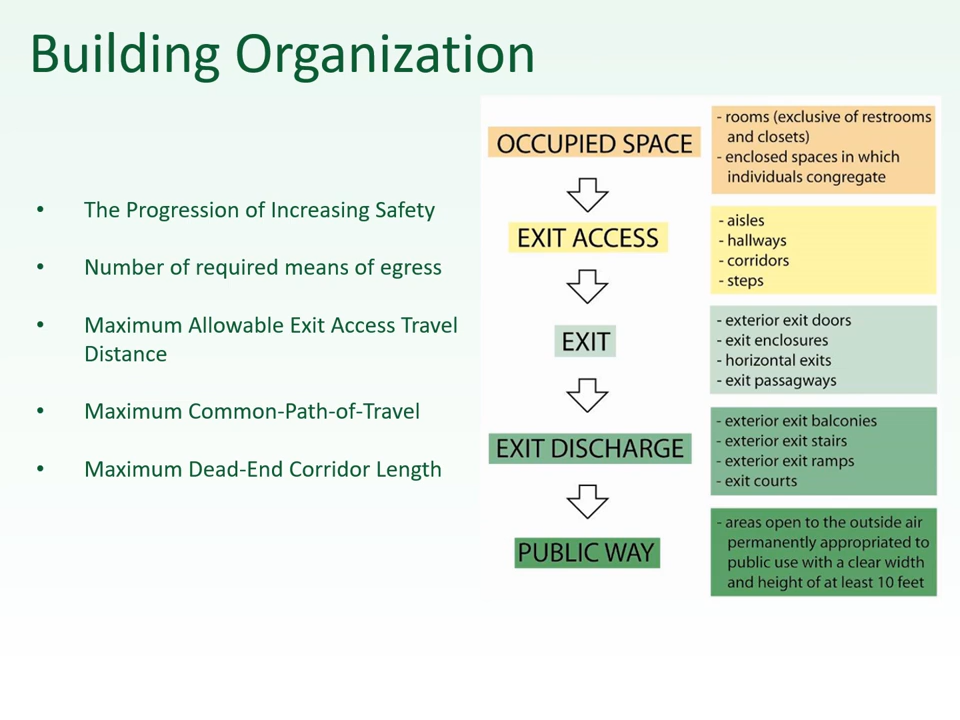 Building Organization
• The Progression of Increasing Safety
• Number of required means of egress
• Maximum Allowable Exit Access Travel
Distance
• Maximum Common-Path-of-Travel
• Maximum Dead-End Corridor Length
OCCUPIED SPACE
- rooms (exclusive of restrooms
and closets)
- enclosed spaces in which
individuals congregate
EXIT ACCESS
- aisles
- hallways
- corridors
- steps
EXIT
- exterior exit doors
- exit enclosures
- horizontal exits
- exit passagways
EXIT DISCHARGE
- exterior exit balconies
- exterior exit stairs
- exterior exit ramps
- exit courts
PUBLIC WAY
- areas open to the outside air
permanently appropriated to
public use with a clear width
and height of at least 10 feet